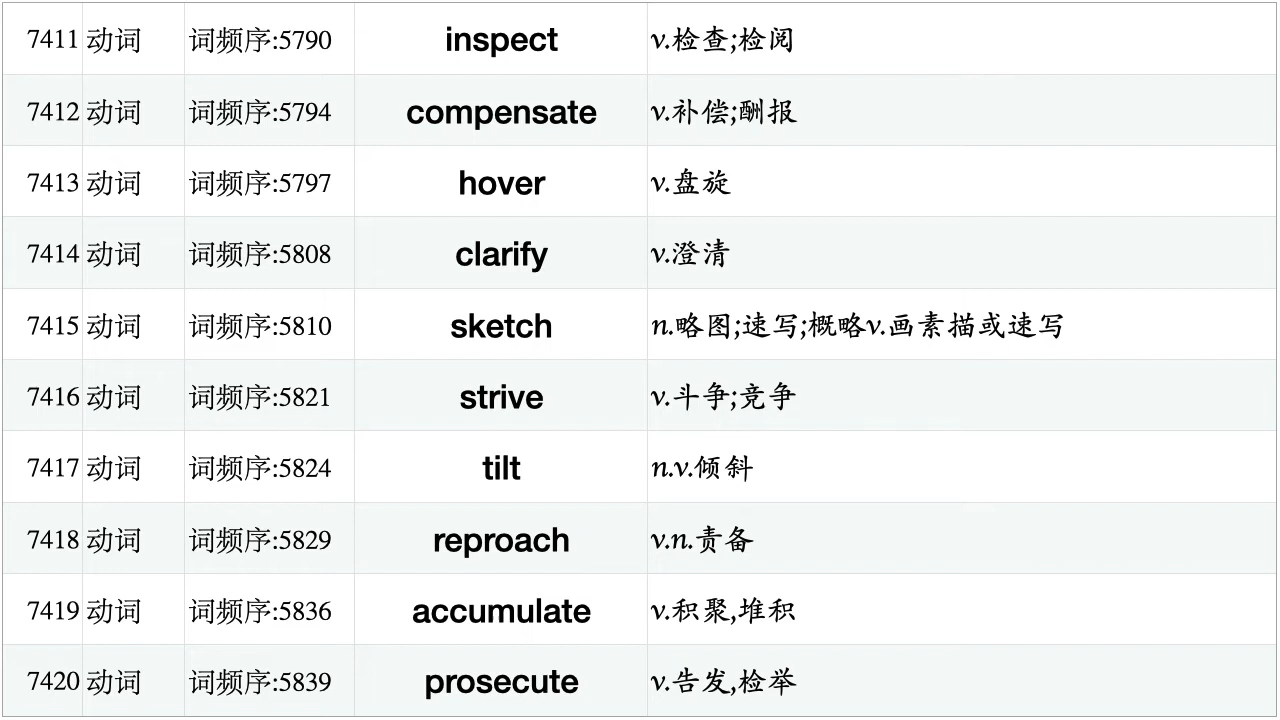 7411 动词 词频序:5790 inspect v.检查;检阅
7412 动词 词频序:5794 compensate v.补偿;酬报
7413 动词 词频序:5797 hover v.盘旋
7414 动词 词频序:5808 clarify v.澄清
7415 动词 词频序:5810 sketch n.略图;速写;概略v.画素描或速写
7416 动词 词频序:5821 strive v.斗争;竞争
7417 动词 词频序:5824 tilt n.v.倾斜
7418 动词 词频序:5829 reproach v.n.责备
7419 动词 词频序:5836 accumulate v.积聚,堆积
7420 动词 词频序:5839 prosecute v.告发,检举